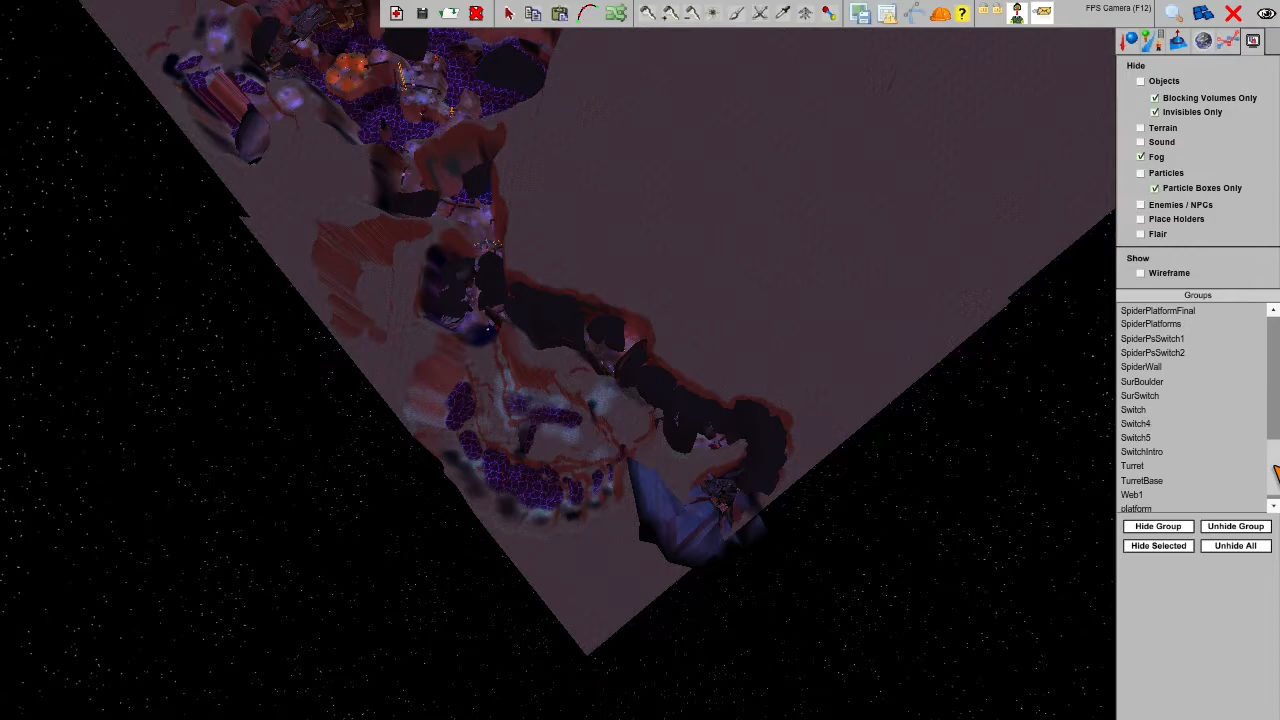 FPS Camera (F12)
Hide
Objects
Blocking Volumes Only
Invisibles Only
Terrain
Sound
Fog
Particles
Particle Boxes Only
Enemies / NPCs
Place Holders
Flair
Show
Wireframe
Groups
SpiderPlatformFinal
SpiderPlatforms
SpiderPsSwitch1
SpiderPsSwitch2
SpiderWall
SurBoulder
SurSwitch
Switch
Switch4
Switch5
SwitchIntro
Turret
TurretBase
Web1
platform
Hide Group Unhide Group
Hide Selected Unhide All